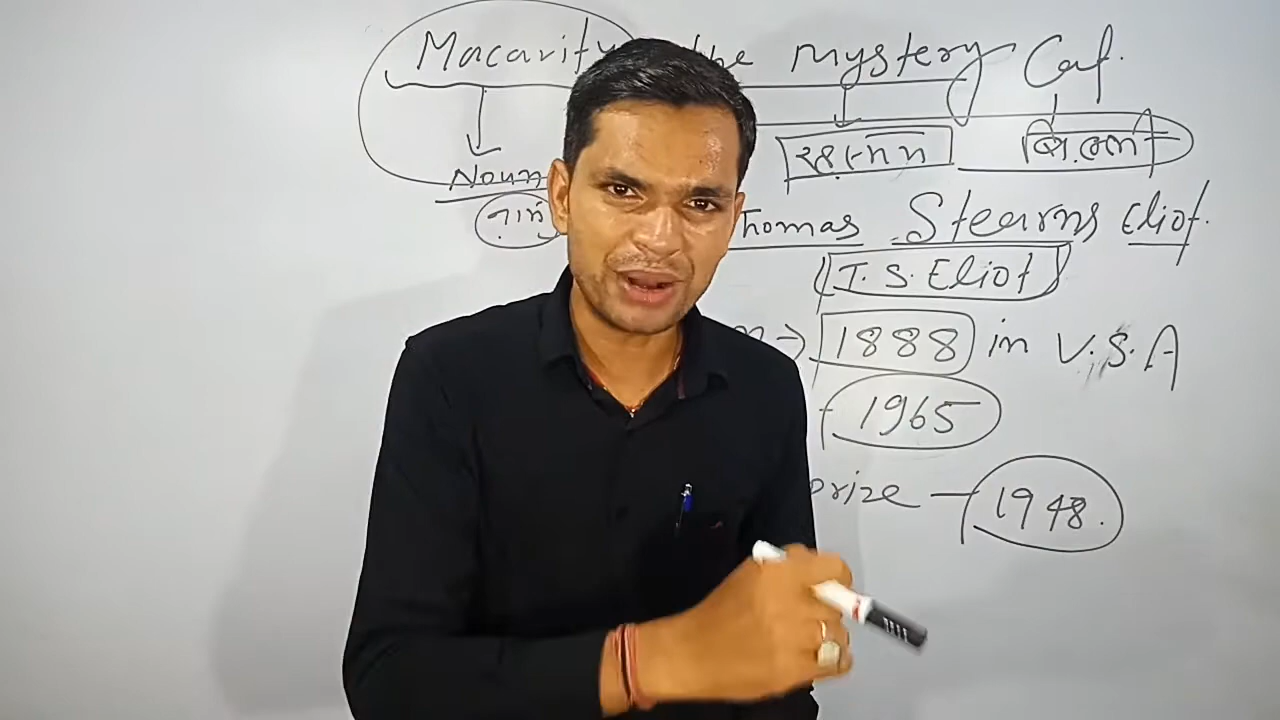 Macavity the mystery Cat.
Noun
Thomas Stearns Eliot.
(T. S. Eliot)
→ 1888 in U.S.A
1965
prize - 1948.